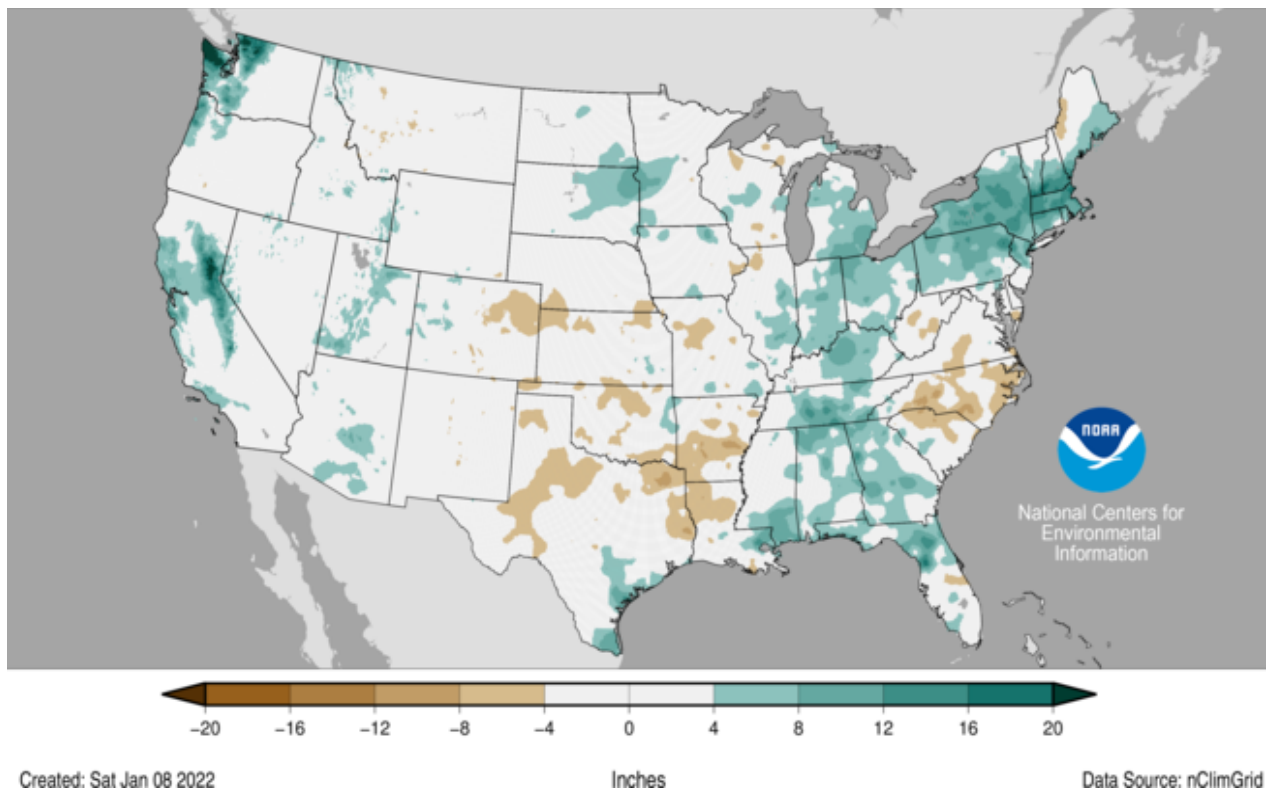 NOAA
National Centers for
Environmental
Information
−20 −16 −12 −8 −4 0 4 8 12 16 20
Created: Sat Jan 08 2022 Inches Data Source: nClimGrid